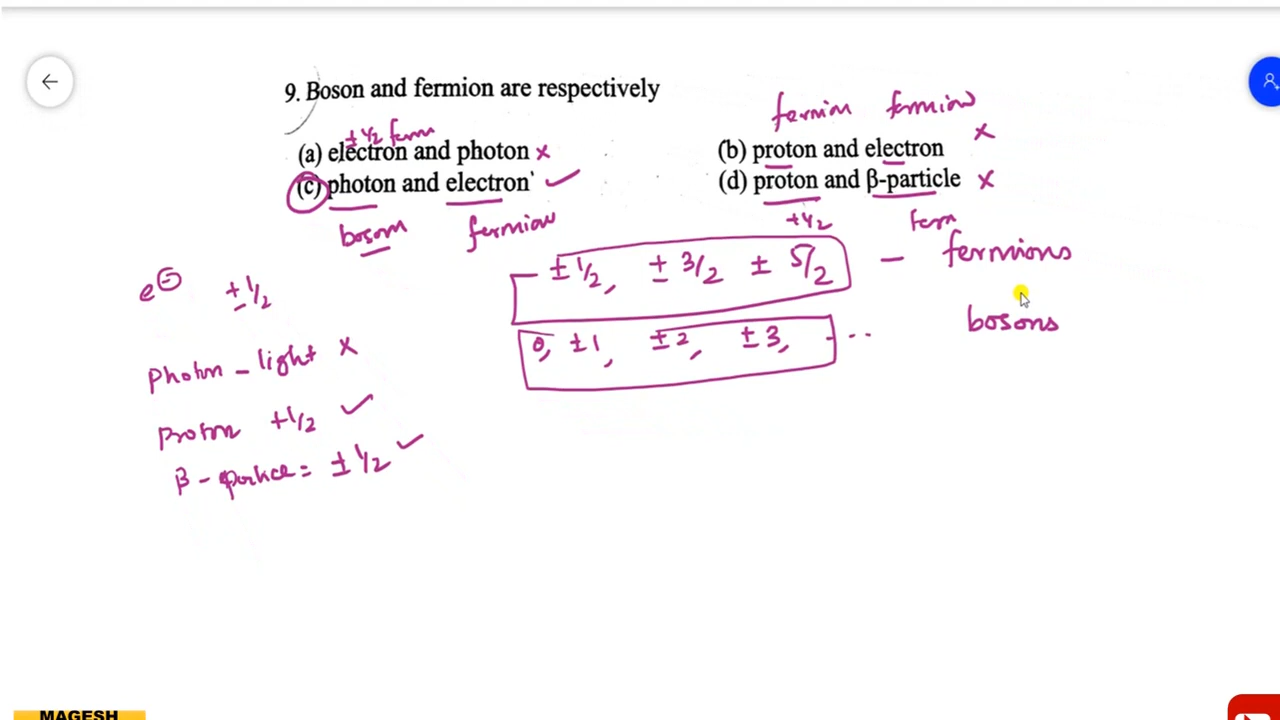 9. Boson and fermion are respectively
fermion fermion
± 1/2 ferm
(a) electron and photon x
(b) proton and electron x
(c) photon and electron' ✓
(d) proton and β-particle x
boson fermion
+1/2 ferm
± 1/2, ± 3/2 ± 5/2 – fermions
e⊖ ± 1/2
0, ±1, ±2, ±3, - .. bosons
Photon – light x
Proton +1/2 ✓
β- = ± 1/2 ✓
MAGESH